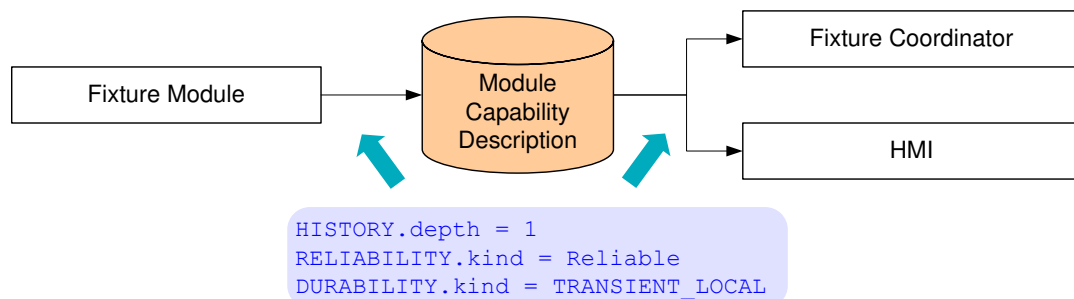 Fixture Module
Module
Capability
Description
Fixture Coordinator
HMI
HISTORY.depth = 1
RELIABILITY.kind = Reliable
DURABILITY.kind = TRANSIENT_LOCAL